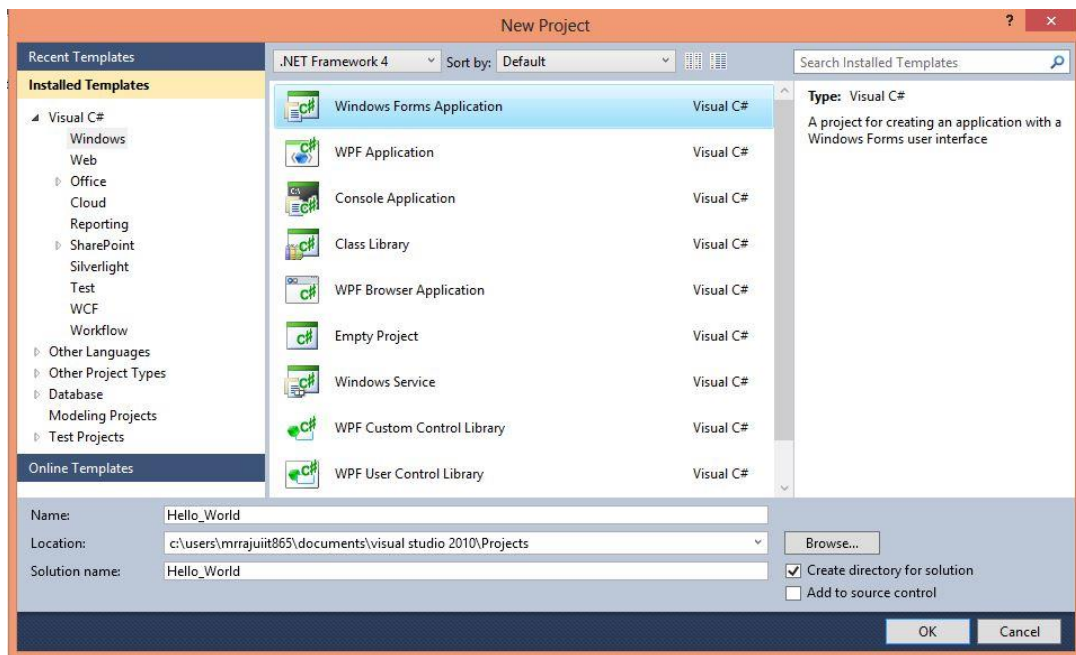 New Project
Recent Templates
.NET Framework 4
Sort by: Default
Search Installed Templates
Installed Templates
Visual C#
Windows
Web
Office
Cloud
Reporting
SharePoint
Silverlight
Test
WCF
Workflow
Other Languages
Other Project Types
Database
Modeling Projects
Test Projects
Online Templates
Windows Forms Application Visual C#
WPF Application Visual C#
Console Application Visual C#
Class Library Visual C#
WPF Browser Application Visual C#
Empty Project Visual C#
Windows Service Visual C#
WPF Custom Control Library Visual C#
WPF User Control Library Visual C#
Type: Visual C#
A project for creating an application with a
Windows Forms user interface
Name: Hello_World
Location: c:\users\mrrajuiit865\documents\visual studio 2010\Projects
Browse...
Solution name: Hello_World
Create directory for solution
Add to source control
OK Cancel